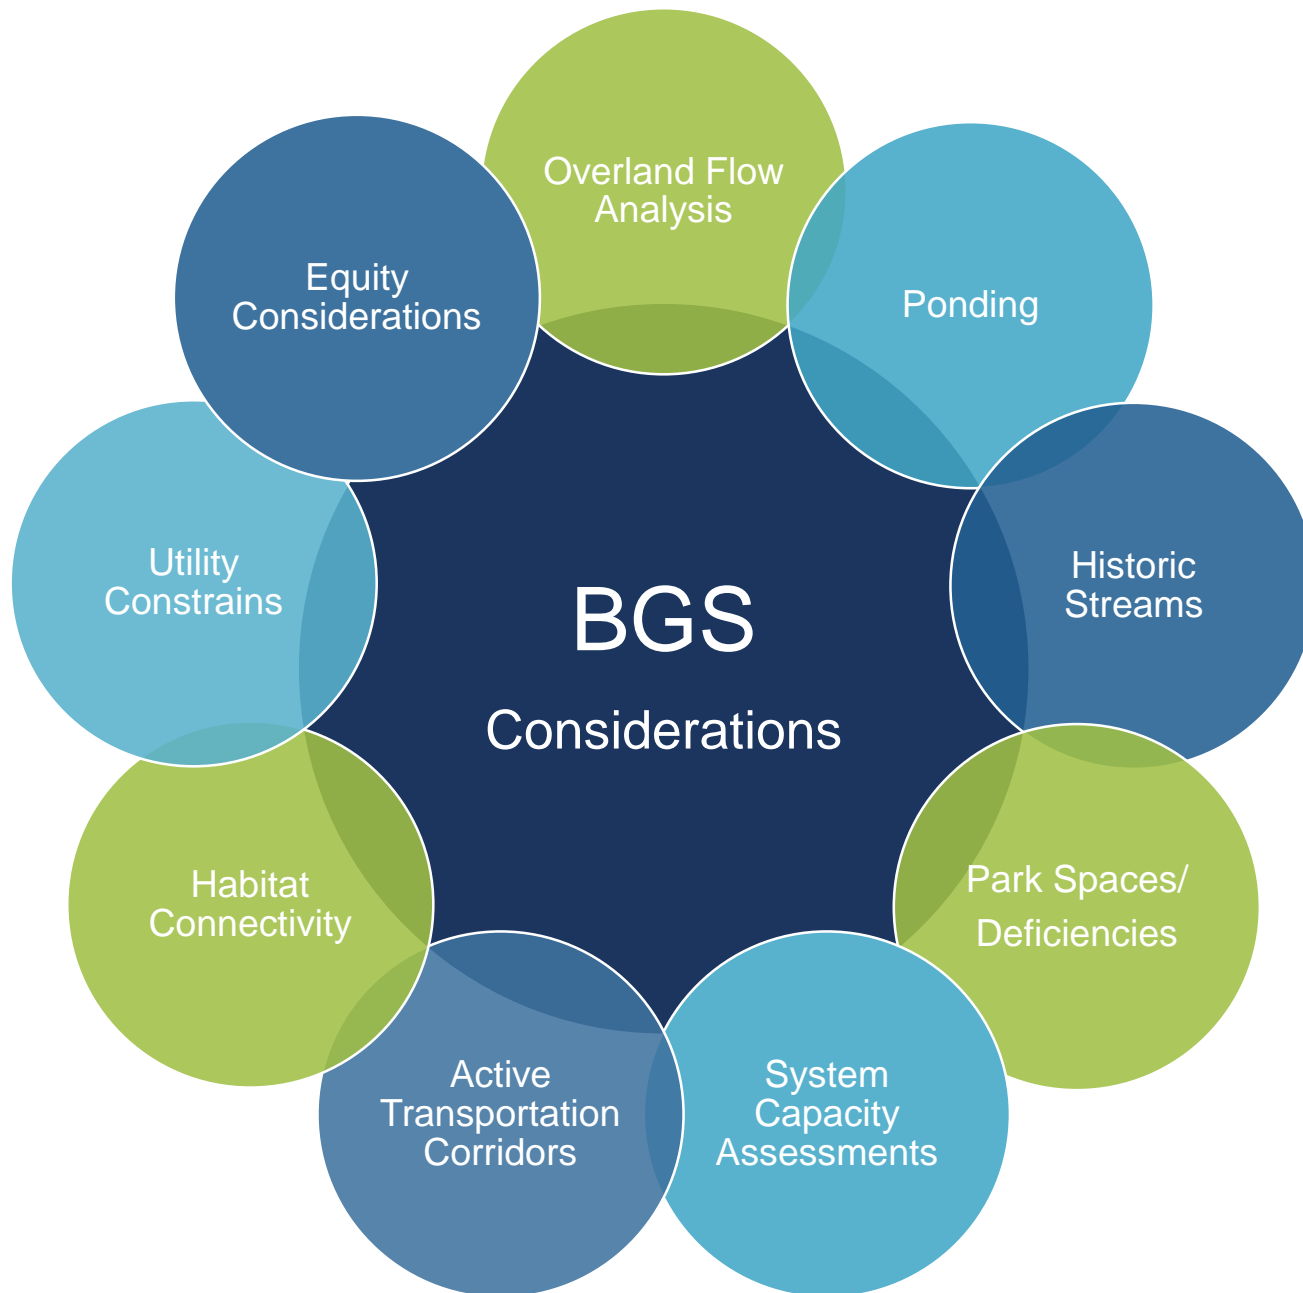 Overland Flow
Analysis
Ponding
Historic
Streams
Park Spaces/
Deficiencies
System
Capacity
Assessments
Active
Transportation
Corridors
Habitat
Connectivity
Utility
Constrains
Equity
Considerations
BGS
Considerations